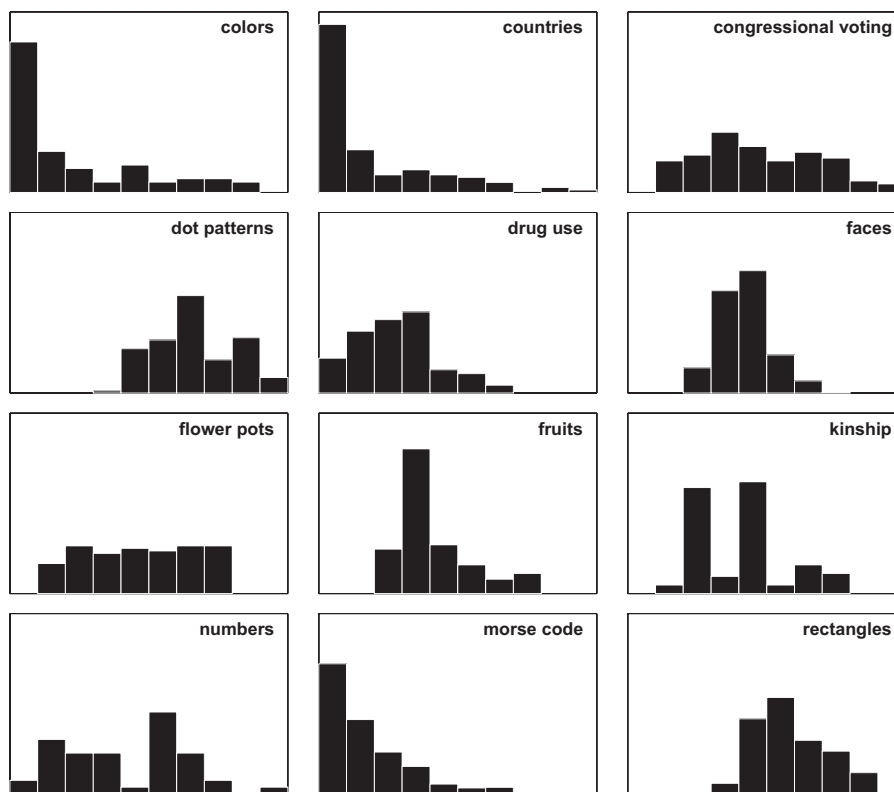 colors
countries
congressional voting
dot patterns
drug use
faces
flower pots
fruits
kinship
numbers
morse code
rectangles